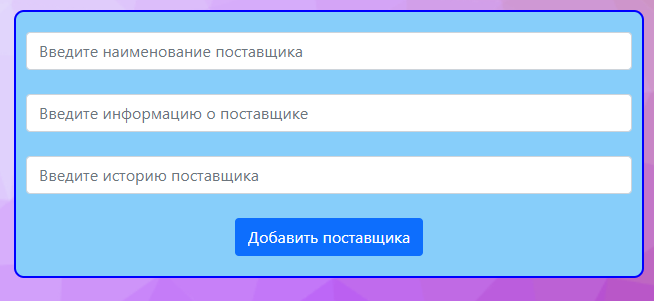 Введите наименование поставщика
Введите информацию о поставщике
Введите историю поставщика
Добавить поставщика